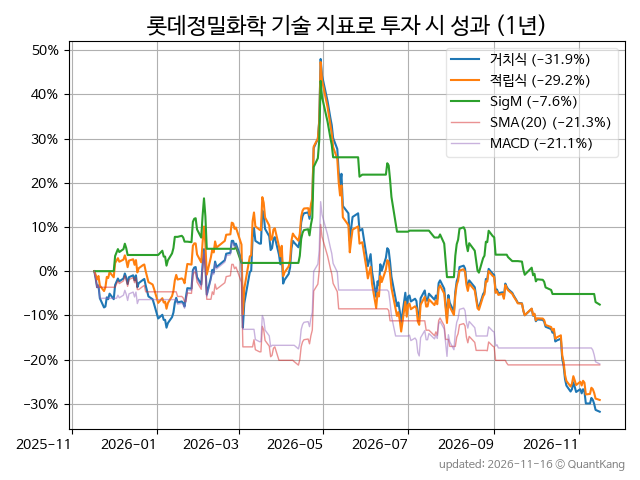 롯데정밀화학 기술 지표로 투자 시 성과 (1년)
50%
40%
30%
20%
10%
0%
−10%
−20%
−30%
거치식 (−31.9%)
적립식 (−29.2%)
SigM (−7.6%)
SMA(20) (−21.3%)
MACD (−21.1%)
2025-11 2026-01 2026-03 2026-05 2026-07 2026-09 2026-11
updated: 2026-11-16 ⓒ QuantKang